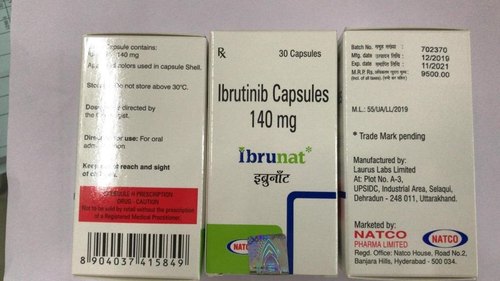 Capsule contains:
140 mg
colors used in capsule Shell.
Do not store above 30°C.
directed by
the
Directions for use: For oral
Keep out of reach and sight
of children.
SCHEDULE H PRESCRIPTION
DRUG - CAUTION
Not to be sold by retail without the prescription
of a Registered Medical Practitioner.
8 904037 415849
Rx
30 Capsules
Ibrutinib Capsules
140 mg
ibrunat*
इब्रुनॉट
NATCO
Batch No.
702370
Mfg. date
12/2019
Exp. date
11/2021
M.R.P Rs.
9500.00
M.L.: 55/UA/LL/2019
* Trade Mark pending
Manufactured by:
Laurus Labs Limited
At: Plot No. A-3,
UPSIDC, Industrial Area, Selaqui,
Dehradun - 248 011, Uttarakhand.
Marketed by:
NATCO
PHARMA LIMITED
NATCO
Regd. Office: Natco House, Road No.2,
Banjara Hills, Hyderabad - 500 034.